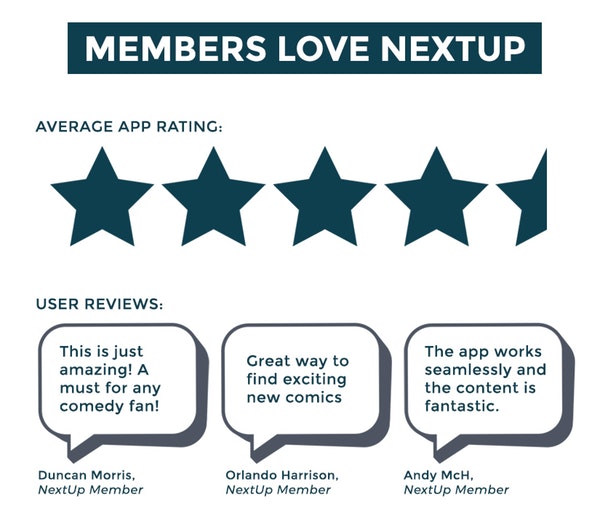 MEMBERS LOVE NEXTUP
AVERAGE APP RATING:
USER REVIEWS:
This is just
amazing! A
must for any
comedy fan!
Duncan Morris,
NextUp Member
Great way to
find exciting
new comics
Orlando Harrison,
NextUp Member
The app works
seamlessly and
the content is
fantastic.
Andy McH,
NextUp Member